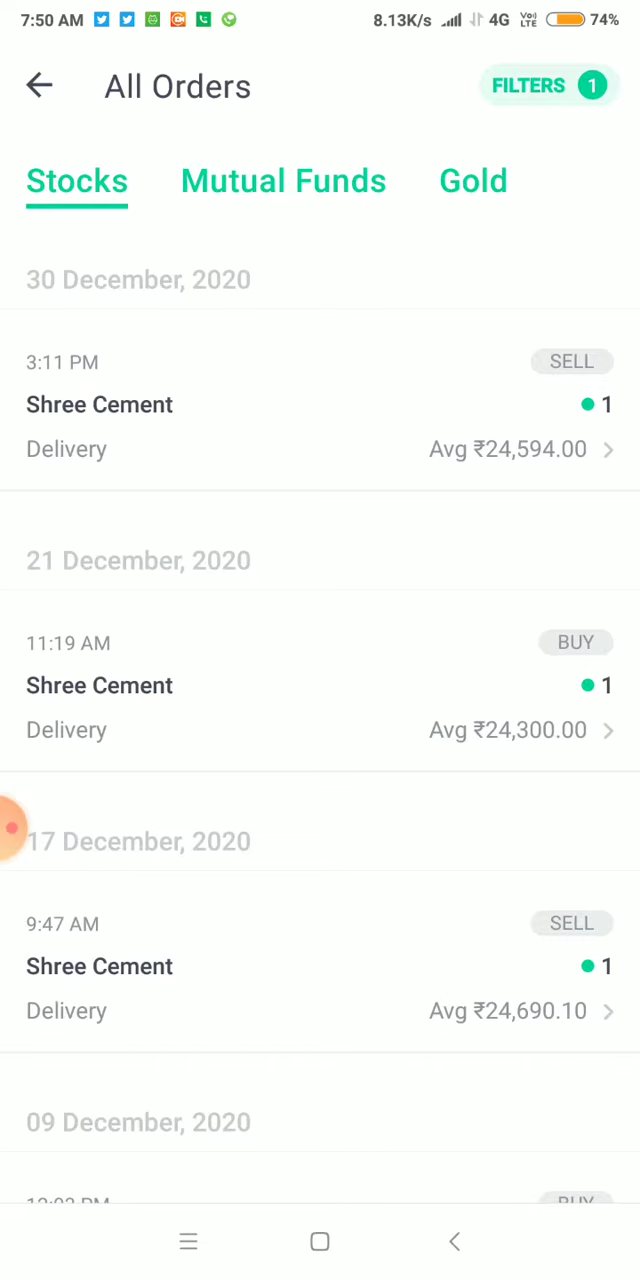 7:50 AM 8.13K/s 4G VoLTE 74%
All Orders FILTERS 1
Stocks Mutual Funds Gold
30 December, 2020
3:11 PM SELL
Shree Cement 1
Delivery Avg ₹24,594.00
21 December, 2020
11:19 AM BUY
Shree Cement 1
Delivery Avg ₹24,300.00
17 December, 2020
9:47 AM SELL
Shree Cement 1
Delivery Avg ₹24,690.10
09 December, 2020
BUY